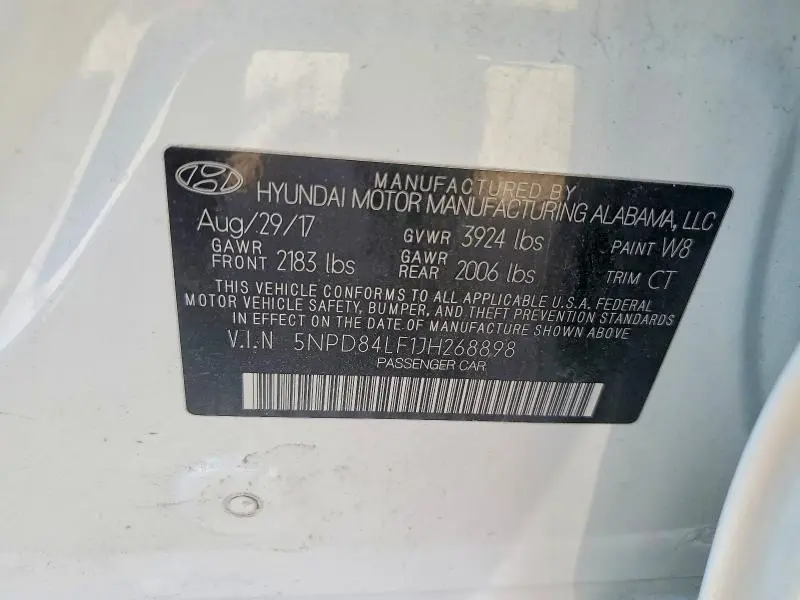 MANUFACTURED BY
HYUNDAI MOTOR MANUFACTURING ALABAMA, LLC
Aug/29/17 GVWR 3924 lbs PAINT W8
GAWR FRONT 2183 lbs GAWR REAR 2006 lbs TRIM CT
THIS VEHICLE CONFORMS TO ALL APPLICABLE U.S.A. FEDERAL
MOTOR VEHICLE SAFETY, BUMPER, AND THEFT PREVENTION STANDARDS
IN EFFECT ON THE DATE OF MANUFACTURE SHOWN ABOVE.
V.I.N 5NPD84LF1JH268898
PASSENGER CAR